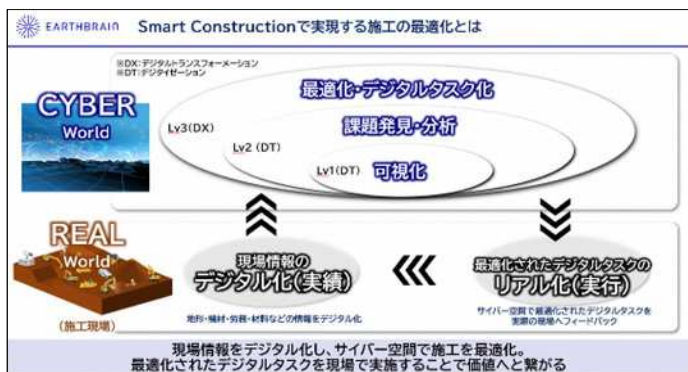 EARTHBRAIN
Smart Constructionで実現する施工の最適化とは
※DX：デジタルトランスフォーメーション
※DT：デジタイゼーション
CYBER
World
最適化・デジタルタスク化
Lv3(DX)
課題発見・分析
Lv2 (DT)
Lv1(DT)
可視化
REAL
World
(施工現場)
現場情報の
デジタル化(実績)
地形・機材・労務・材料などの情報をデジタル化
最適化されたデジタルタスクの
リアル化(実行)
サイバー空間で最適化されたデジタルタスクを
実際の現場へフィードバック
現場情報をデジタル化し、サイバー空間で施工を最適化。
最適化されたデジタルタスクを現場で実施することで価値へと繋がる